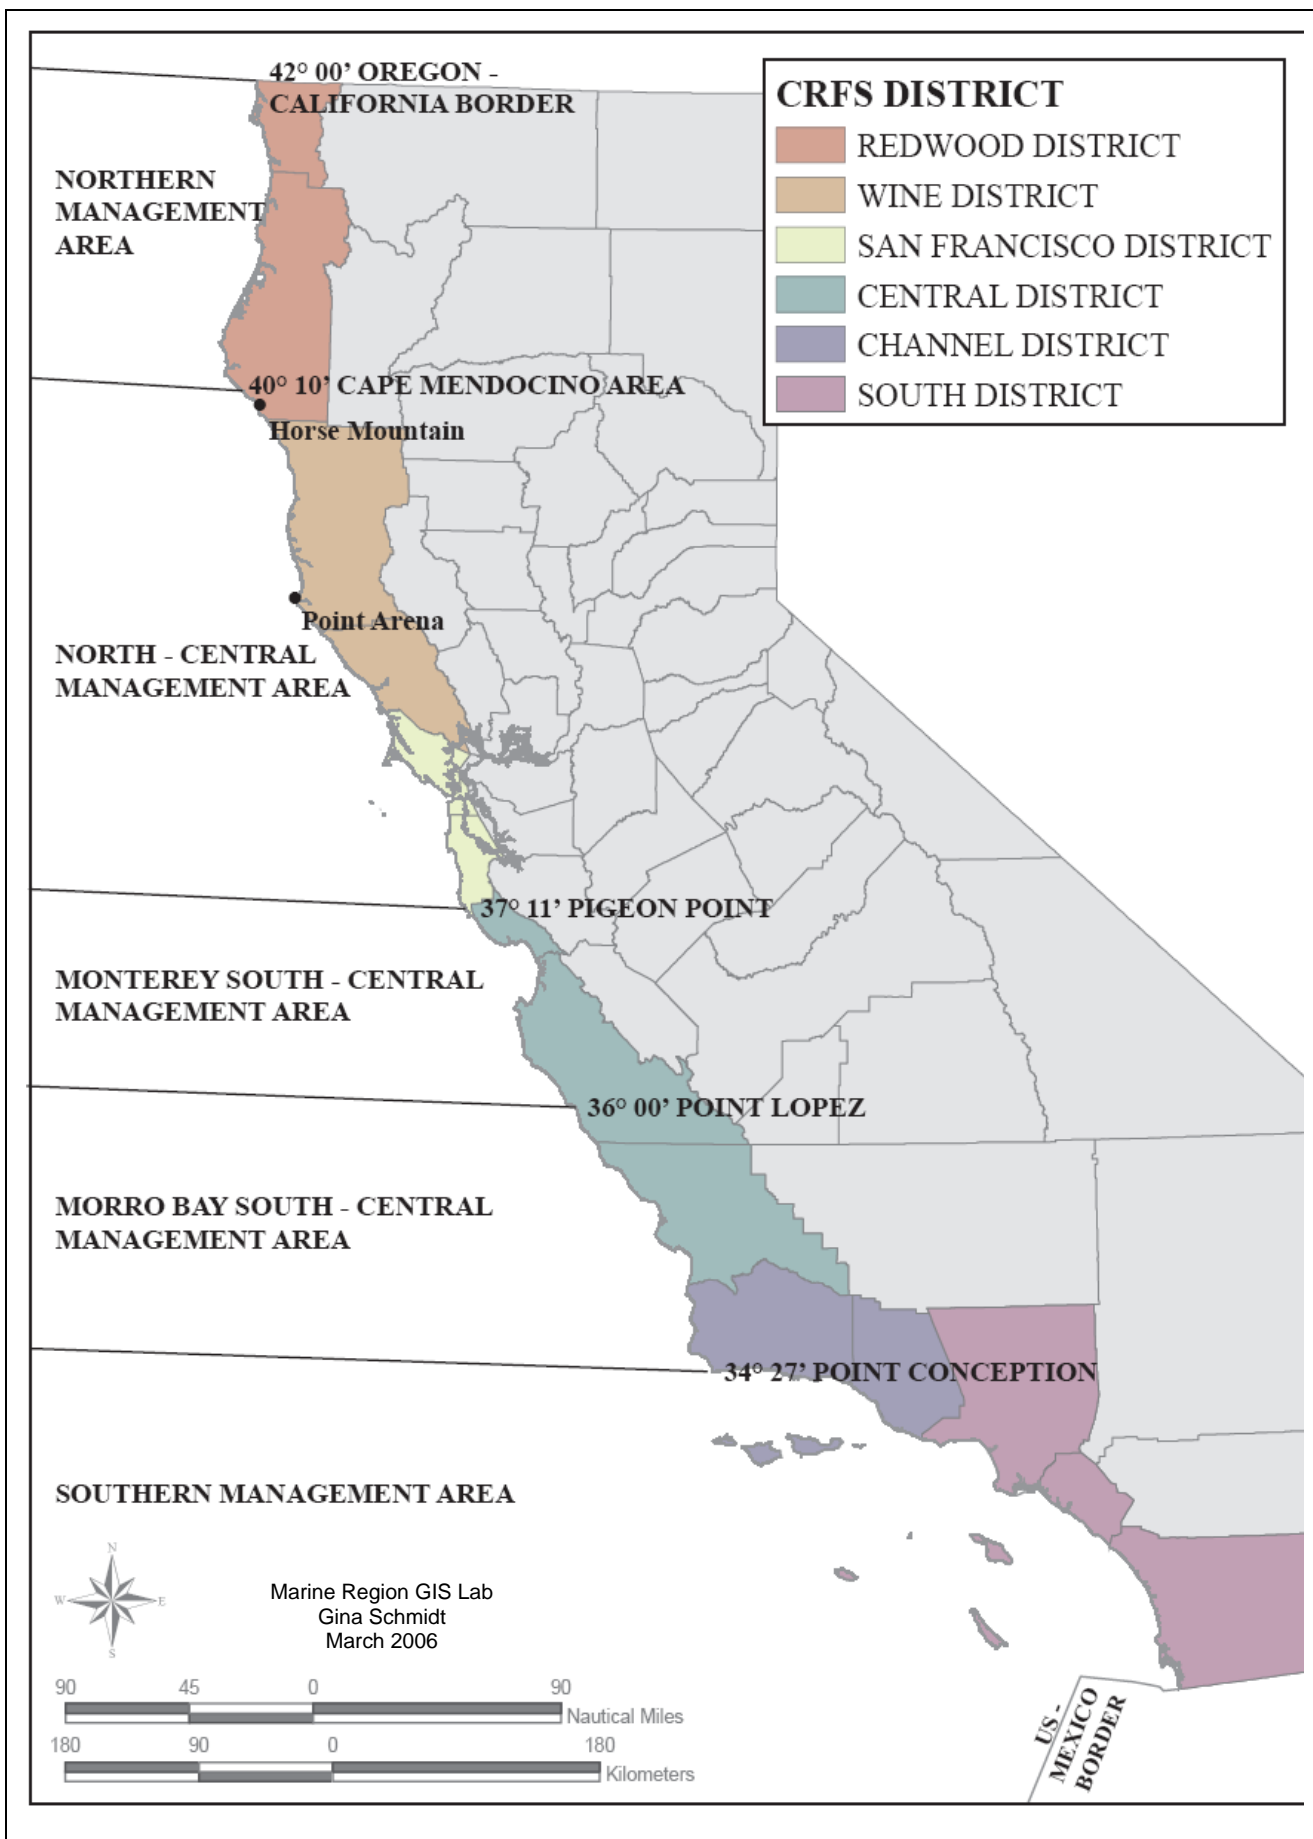 42° 00’ OREGON -
CALIFORNIA BORDER
CRFS DISTRICT
REDWOOD DISTRICT
WINE DISTRICT
SAN FRANCISCO DISTRICT
CENTRAL DISTRICT
CHANNEL DISTRICT
SOUTH DISTRICT
NORTHERN
MANAGEMENT
AREA
40° 10’ CAPE MENDOCINO AREA
Horse Mountain
Point Arena
NORTH - CENTRAL
MANAGEMENT AREA
37° 11’ PIGEON POINT
MONTEREY SOUTH - CENTRAL
MANAGEMENT AREA
36° 00’ POINT LOPEZ
MORRO BAY SOUTH - CENTRAL
MANAGEMENT AREA
34° 27’ POINT CONCEPTION
SOUTHERN MANAGEMENT AREA
N
W E
S
Marine Region GIS Lab
Gina Schmidt
March 2006
90 45 0 90
Nautical Miles
180 90 0 180
Kilometers
US -
MEXICO
BORDER